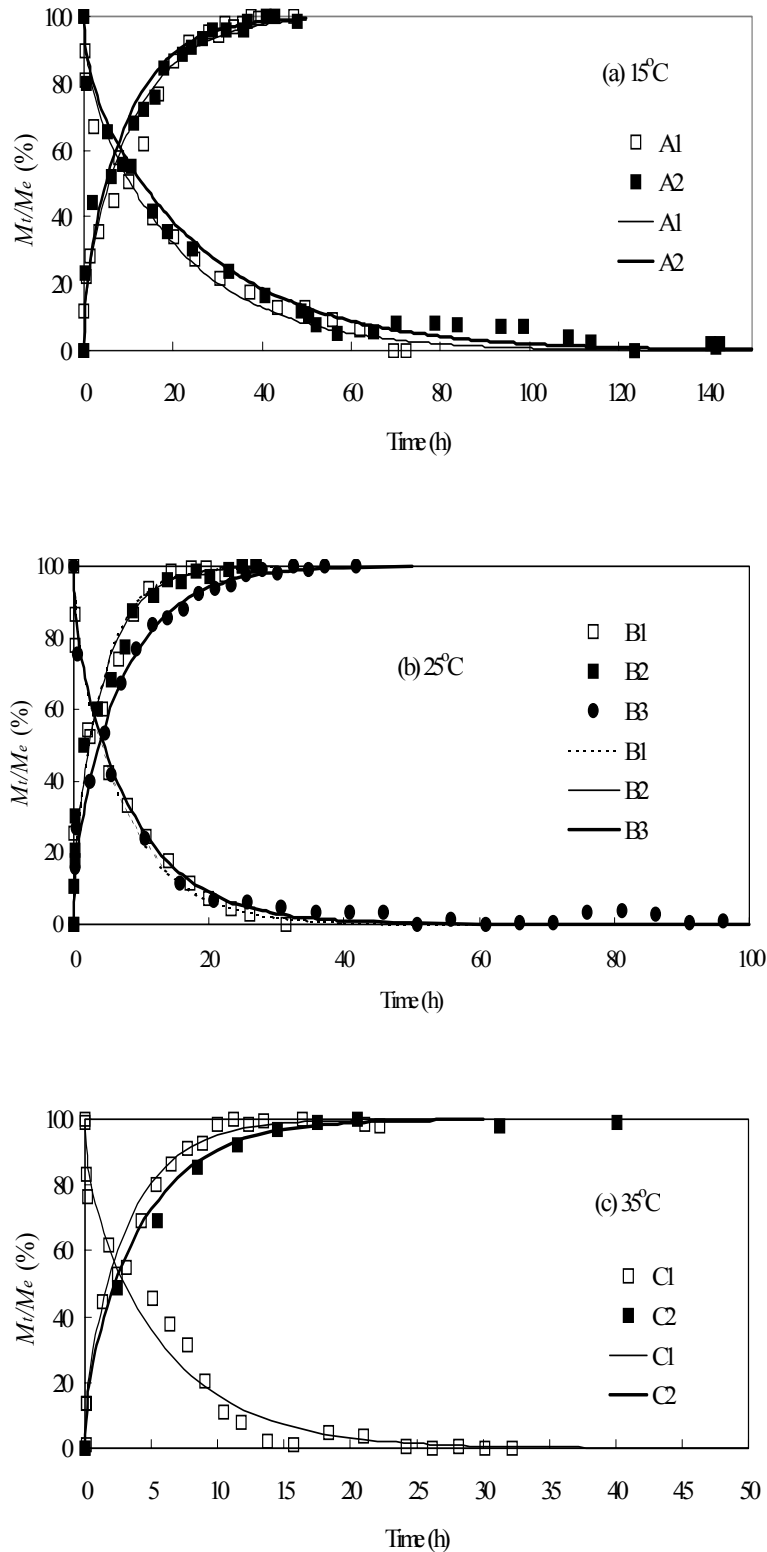 100
(a) 15°C
80
A1
60
A2
Mt/Me (%)
40
A1
A2
20
0
0 20 40 60 80 100 120 140
Time (h)
100
B1
80
(b) 25°C
B2
60
B3
Mt/Me (%)
B1
40
B2
20
B3
0
0 20 40 60 80 100
Time (h)
100
80
(c) 35°C
60
C1
Mt/Me (%)
C2
40
C1
20
C2
0
0 5 10 15 20 25 30 35 40 45 50
Time (h)